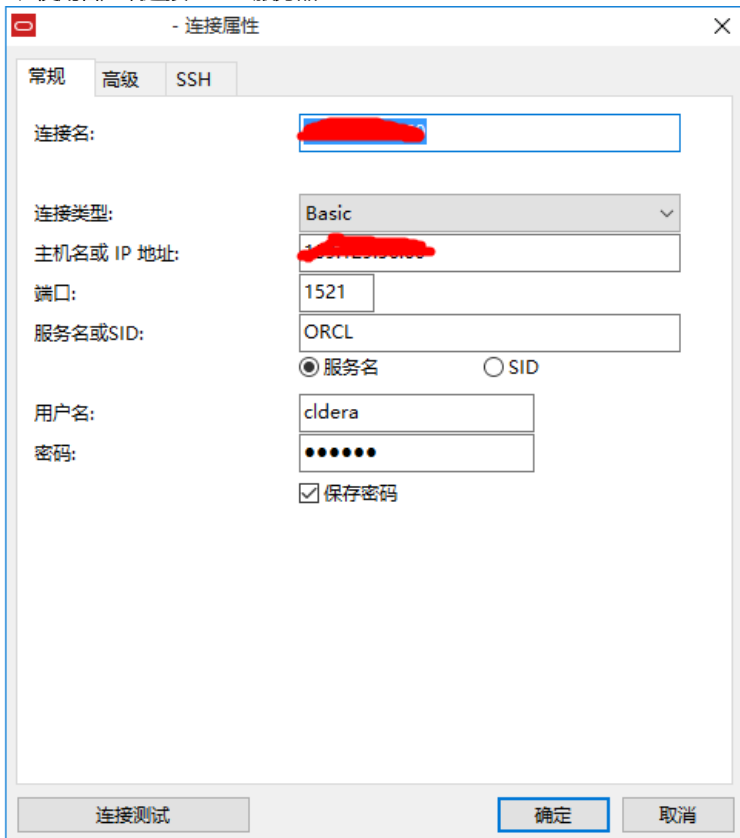 - 连接属性
常规 高级 SSH
连接名:
连接类型: Basic
主机名或 IP 地址:
端口: 1521
服务名或SID: ORCL
服务名 SID
用户名: cldera
密码: ●●●●●●
保存密码
连接测试 确定 取消